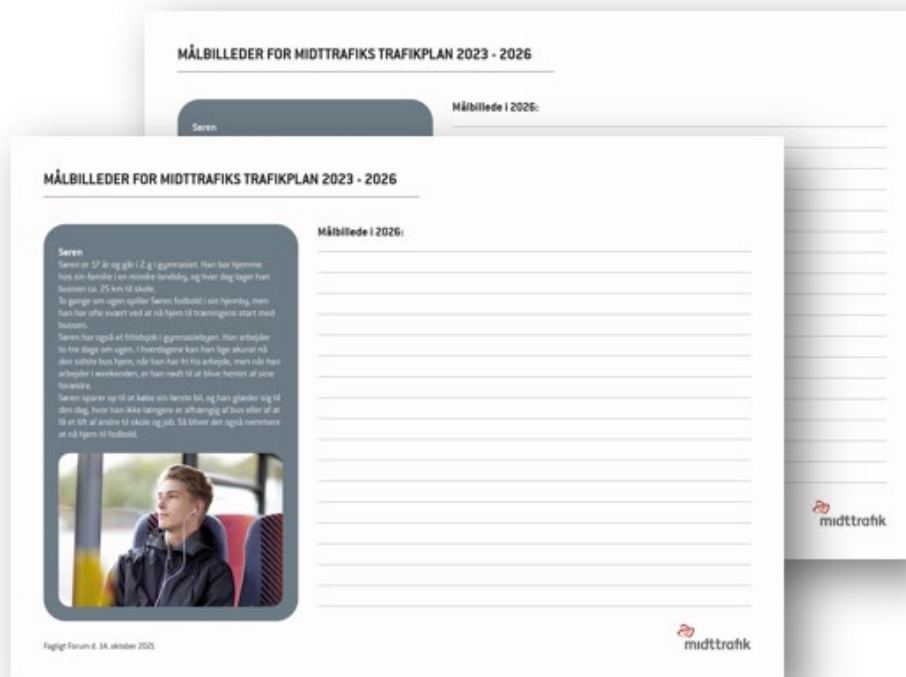 MÅLBILLEDER FOR MIDTTRAFIKS TRAFIKPLAN 2023 - 2026
Målbillede i 2026:
Søren
midttrafik
MÅLBILLEDER FOR MIDTTRAFIKS TRAFIKPLAN 2023 - 2026
Målbillede i 2026:
Søren
Søren er 17 år og går i 2.g i gymnasiet. Han bor hjemme
hos sin familie i en mindre landsby, og hver dag tager han
bussen ca. 25 km til skole.
To gange om ugen spiller Søren fodbold i sin hjemby, men
han har ofte svært ved at nå hjem til træningens start med
bussen.
Søren har også et fritidsjob i gymnasiebyen. Han arbejder
to-tre dage om ugen. I hverdagene kan han lige akurat nå
den sidste bus hjem, når han har fri fra arbejde, men når han
arbejder i weekenden, er han nødt til at blive hentet af sine
forældre.
Søren sparer op til at købe sin første bil, og han glæder sig til
den dag, hvor han ikke længere er afhængig af bus eller af at
få et lift af andre til skole og job. Så bliver det også nemmere
at nå hjem til fodbold.
Fagligt Forum d. 14. oktober 2021
midttrafik